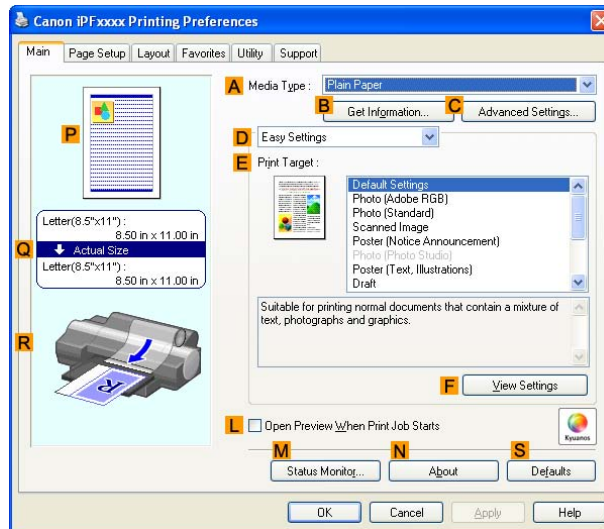 Canon iPFxxxx Printing Preferences
Main Page Setup Layout Favorites Utility Support
A Media Type : Plain Paper
B C
Get Information... Advanced Settings...
D Easy Settings
E Print Target :
Default Settings
Photo (Adobe RGB)
Photo (Standard)
Scanned Image
Poster (Notice Announcement)
Photo (Photo Studio)
Poster (Text, Illustrations)
Draft
Suitable for printing normal documents that contain a mixture of
text, photographs and graphics.
F View Settings
P
Letter(8.5"x11") :
8.50 in x 11.00 in
Q Actual Size
Letter(8.5"x11") :
8.50 in x 11.00 in
R
R
L Open Preview When Print Job Starts
Kyuanos
M N S
Status Monitor... About Defaults
OK Cancel Apply Help